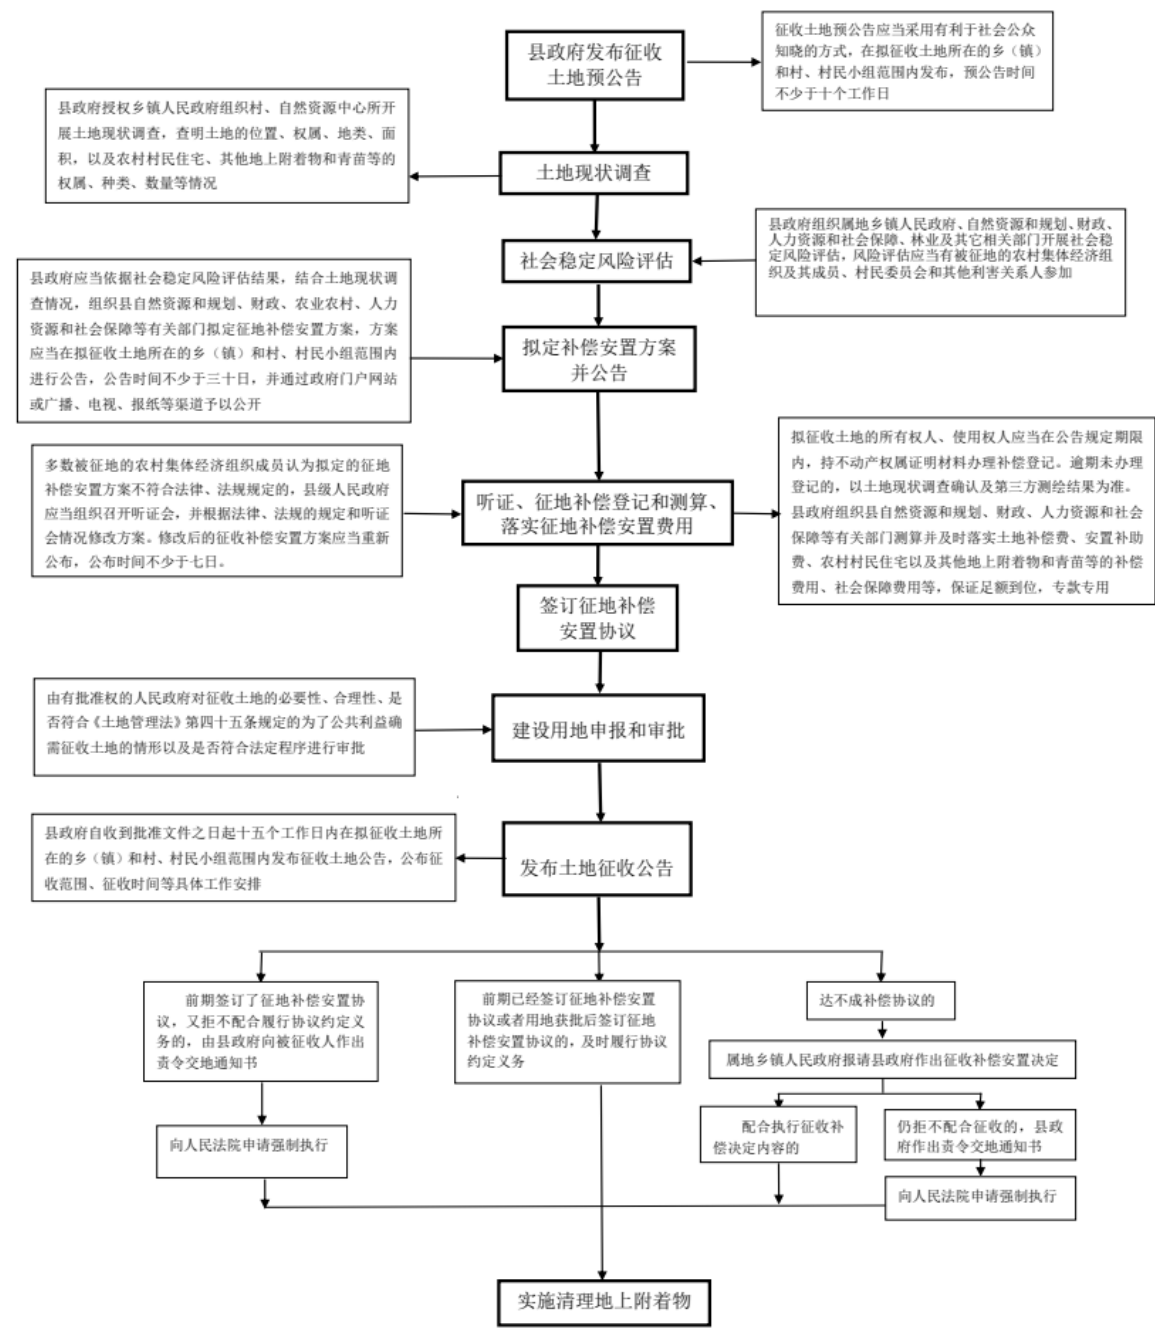 县政府发布征收
土地预公告
征收土地预公告应当采用有利于社会公众
知晓的方式，在拟征收土地所在的乡（镇）
和村、村民小组范围内发布，预公告时间
不少于十个工作日
县政府授权乡镇人民政府组织村、自然资源中心所开
展土地现状调查，查明土地的位置、权属、地类、面
积，以及农村村民住宅、其他地上附着物和青苗等的
权属、种类、数量等情况
土地现状调查
县政府组织属地乡镇人民政府、自然资源和规划、财政、
人力资源和社会保障、林业及其它相关部门开展社会稳
定风险评估，风险评估应当有被征地的农村集体经济组
织及其成员、村民委员会和其他利害关系人参加
社会稳定风险评估
县政府应当依据社会稳定风险评估结果，结合土地现状调
查情况，组织县自然资源和规划、财政、农业农村、人力
资源和社会保障等有关部门拟定征地补偿安置方案，方案
应当在拟征收土地所在的乡（镇）和村、村民小组范围内
进行公告，公告时间不少于三十日，并通过政府门户网站
或广播、电视、报纸等渠道予以公开
拟定补偿安置方案
并公告
多数被征地的农村集体经济组织成员认为拟定的征地
补偿安置方案不符合法律、法规规定的，县级人民政府
应当组织召开听证会，并根据法律、法规的规定和听证
会情况修改方案。修改后的征收补偿安置方案应当重新
公布，公布时间不少于七日。
听证、征地补偿登记和测算、
落实征地补偿安置费用
拟征收土地的所有权人、使用权人应当在公告规定期限
内，持不动产权属证明材料办理补偿登记。逾期未办理
登记的，以土地现状调查确认及第三方测绘结果为准。
县政府组织县自然资源和规划、财政、人力资源和社会
保障等有关部门测算并及时落实土地补偿费、安置补助
费、农村村民住宅以及其他地上附着物和青苗等的补偿
费用、社会保障费用等，保证足额到位，专款专用
签订征地补偿
安置协议
由有批准权的人民政府对征收土地的必要性、合理性、是
否符合《土地管理法》第四十五条规定的为了公共利益确
需征收土地的情形以及是否符合法定程序进行审批
建设用地申报和审批
县政府自收到批准文件之日起十五个工作日内在拟征收土地所
在的乡（镇）和村、村民小组范围内发布征收土地公告，公布征
收范围、征收时间等具体工作安排
发布土地征收公告
前期签订了征地补偿安置协
议，又拒不配合履行协议约定义
务的，由县政府向被征收人作出
责令交地通知书
前期已经签订征地补偿安置
协议或者用地获批后签订征地
补偿安置协议的，及时履行协议
约定义务
达不成补偿协议的
属地乡镇人民政府报请县政府作出征收补偿安置决定
向人民法院申请强制执行
配合执行征收补
偿决定内容的
仍拒不配合征收的，县政
府作出责令交地通知书
向人民法院申请强制执行
实施清理地上附着物